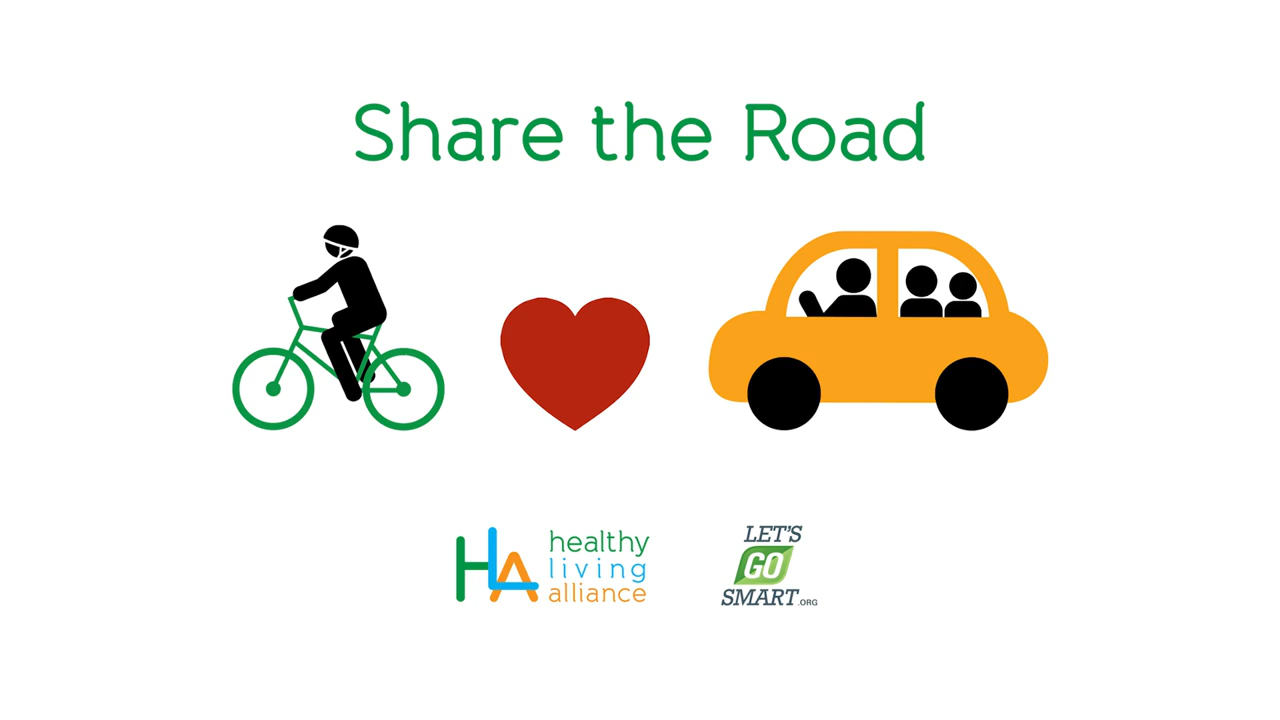 Share the Road
HLA
healthy
living
alliance
LET'S
GO
SMART.ORG